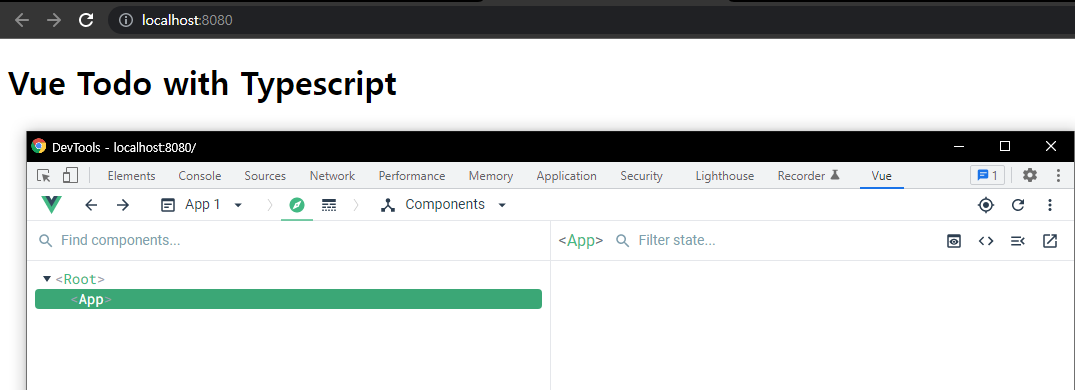 localhost:8080
Vue Todo with Typescript
DevTools - localhost:8080/
Elements Console Sources Network Performance Memory Application Security Lighthouse Recorder Vue 1
App 1 Components
Find components... <App> Filter state...
<Root>
<App>